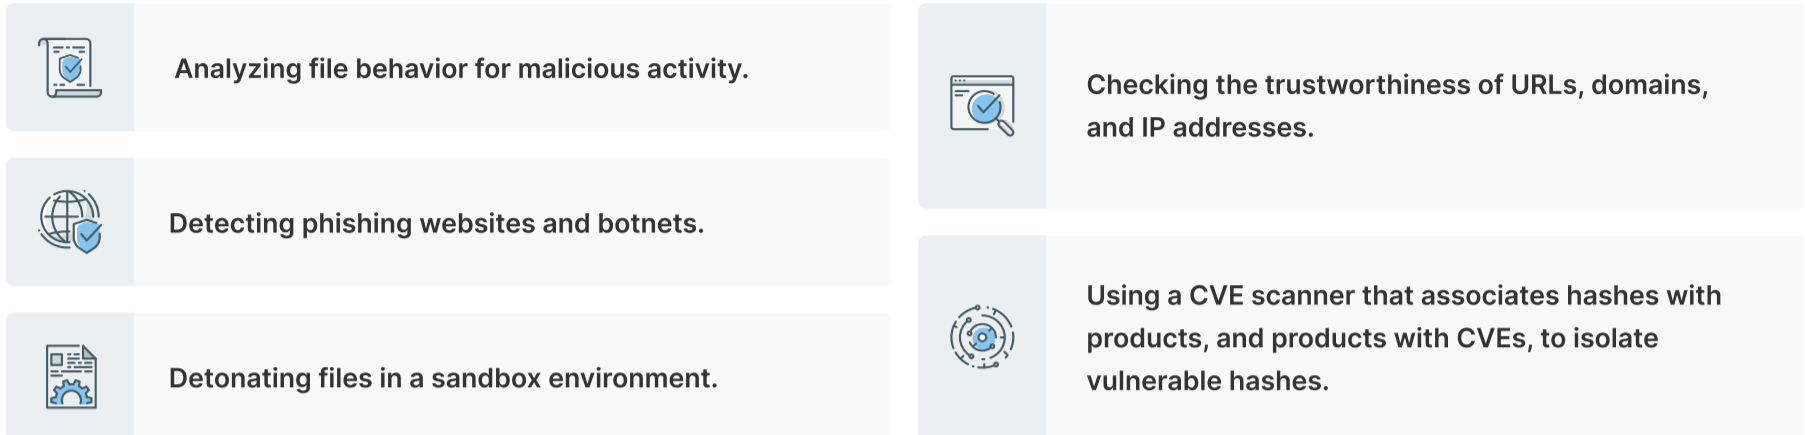 Analyzing file behavior for malicious activity.
Detecting phishing websites and botnets.
Detonating files in a sandbox environment.
Checking the trustworthiness of URLs, domains,
and IP addresses.
Using a CVE scanner that associates hashes with
products, and products with CVEs, to isolate
vulnerable hashes.